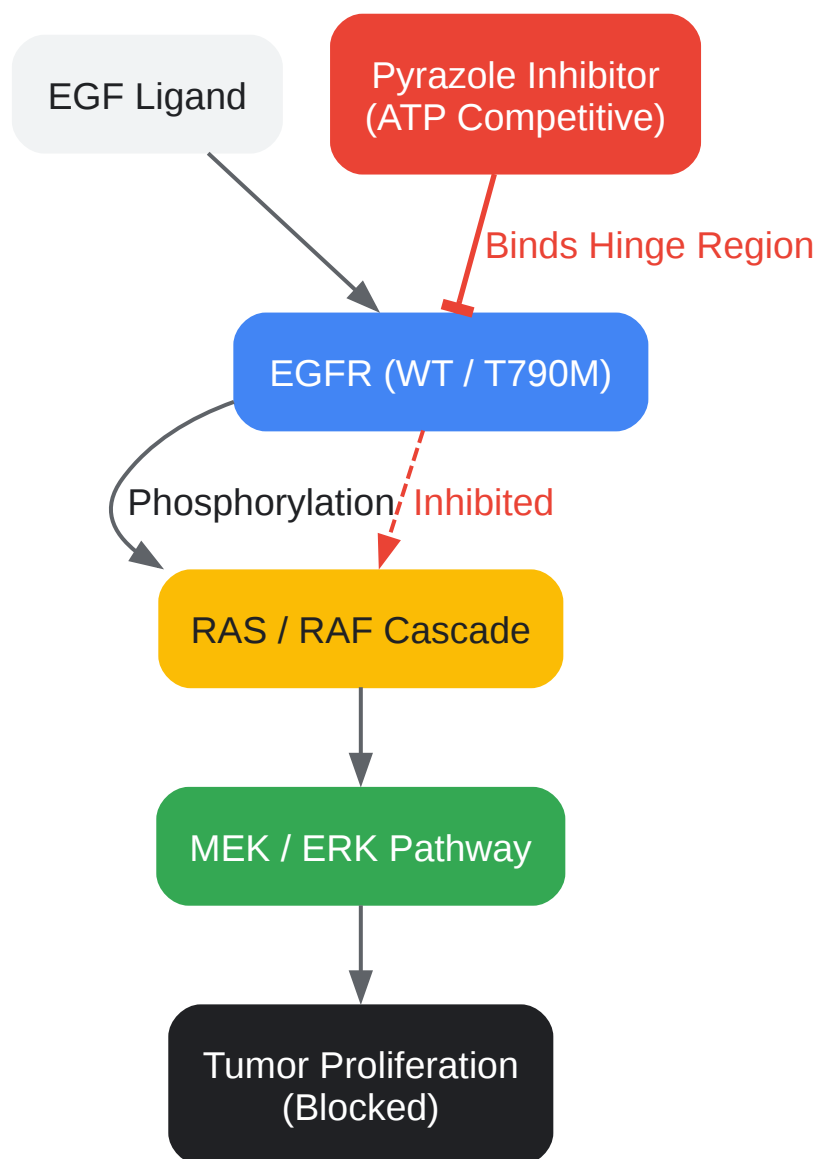 EGF Ligand
Pyrazole Inhibitor
(ATP Competitive)
Binds Hinge Region
EGFR (WT / T790M)
Phosphorylation
Inhibited
RAS / RAF Cascade
MEK / ERK Pathway
Tumor Proliferation
(Blocked)